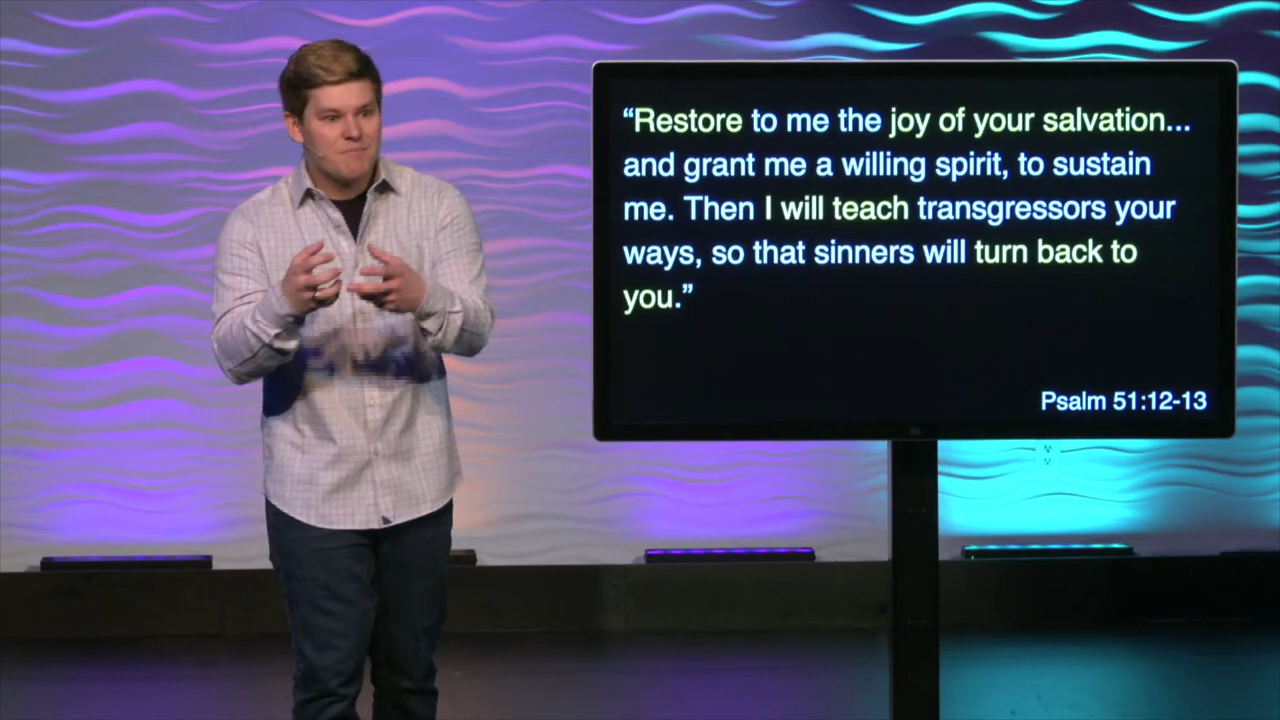 “Restore to me the joy of your salvation...
and grant me a willing spirit, to sustain
me. Then I will teach transgressors your
ways, so that sinners will turn back to
you.”
Psalm 51:12-13